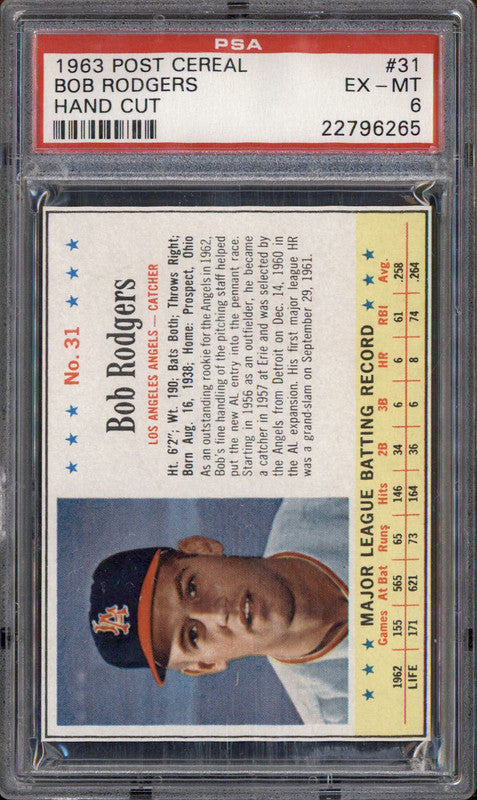 PSA
1963 POST CEREAL #31
BOB RODGERS EX - MT
HAND CUT 6
22796265
★ ★ ★ No. 31 ★ ★ ★
Bob Rodgers
LOS ANGELES ANGELS — CATCHER
Ht. 6'2"; Wt. 190; Bats Both; Throws Right;
Born Aug. 16, 1938; Home: Prospect, Ohio
As an outstanding rookie for the Angels in 1962,
Bob's fine handling of the pitching staff helped
put the new AL entry into the pennant race.
Starting in 1956 as an outfielder, he became
a catcher in 1957 at Erie and was selected by
the Angels from Detroit on Dec. 14, 1960 in
the AL expansion. His first major league HR
was a grand-slam on September 29, 1961.
LA
★ ★ ★ MAJOR LEAGUE BATTING RECORD ★ ★ ★
Games At Bat Runs Hits 2B 3B HR RBI Avg.
1962 155 565 65 146 34 6 6 61 .258
LIFE 171 621 73 164 36 6 8 74 .264